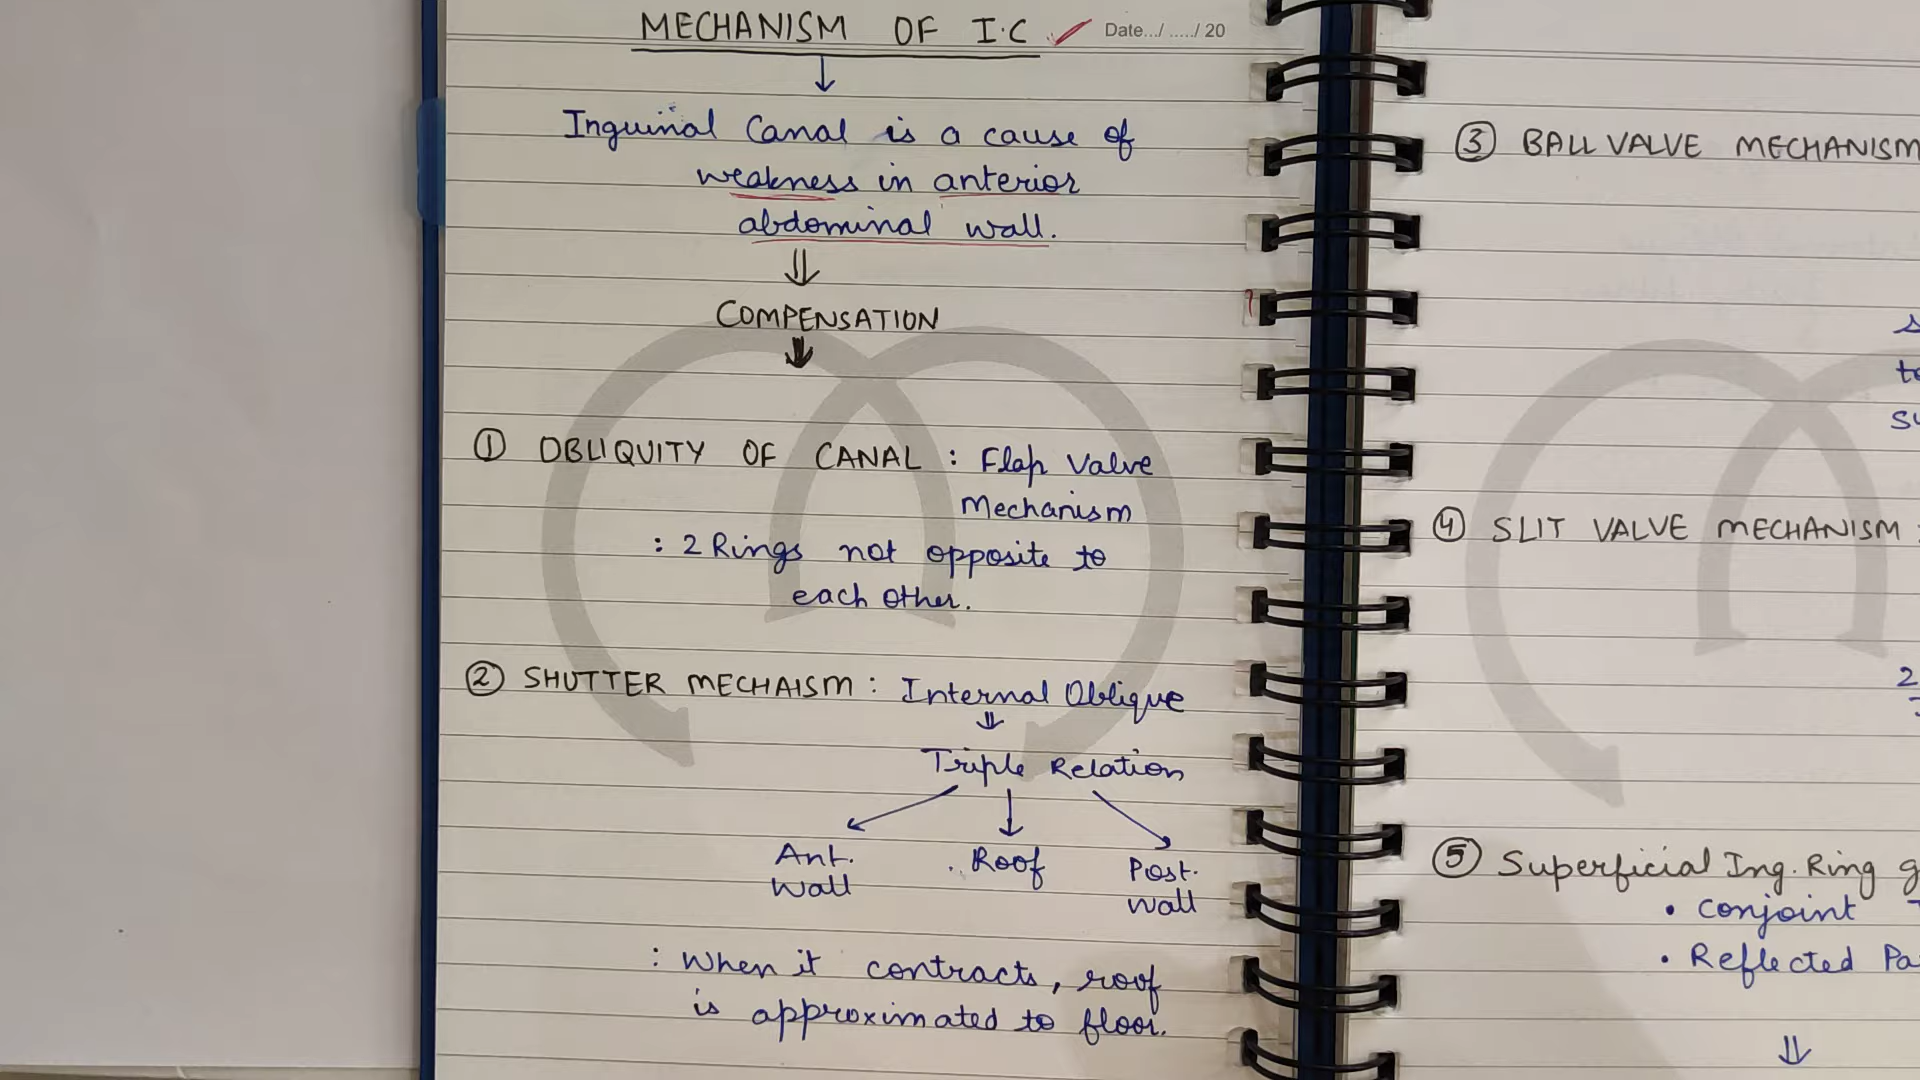 MECHANISM OF I.C
Date.../...../20
Inguinal Canal is a cause of
weakness in anterior
abdominal wall.
COMPENSATION
① OBLIQUITY OF CANAL : Flap Valve
Mechanism
: 2 Rings not opposite to
each other.
② SHUTTER MECHAISM : Internal Oblique
Triple Relation
Ant. Roof Post.
wall wall
: When it contracts, roof
is approximated to floor.
③ BALL VALVE MECHANISM
④ SLIT VALVE MECHANISM :
2
⑤ Superficial Ing. Ring
• Conjoint
• Reflected